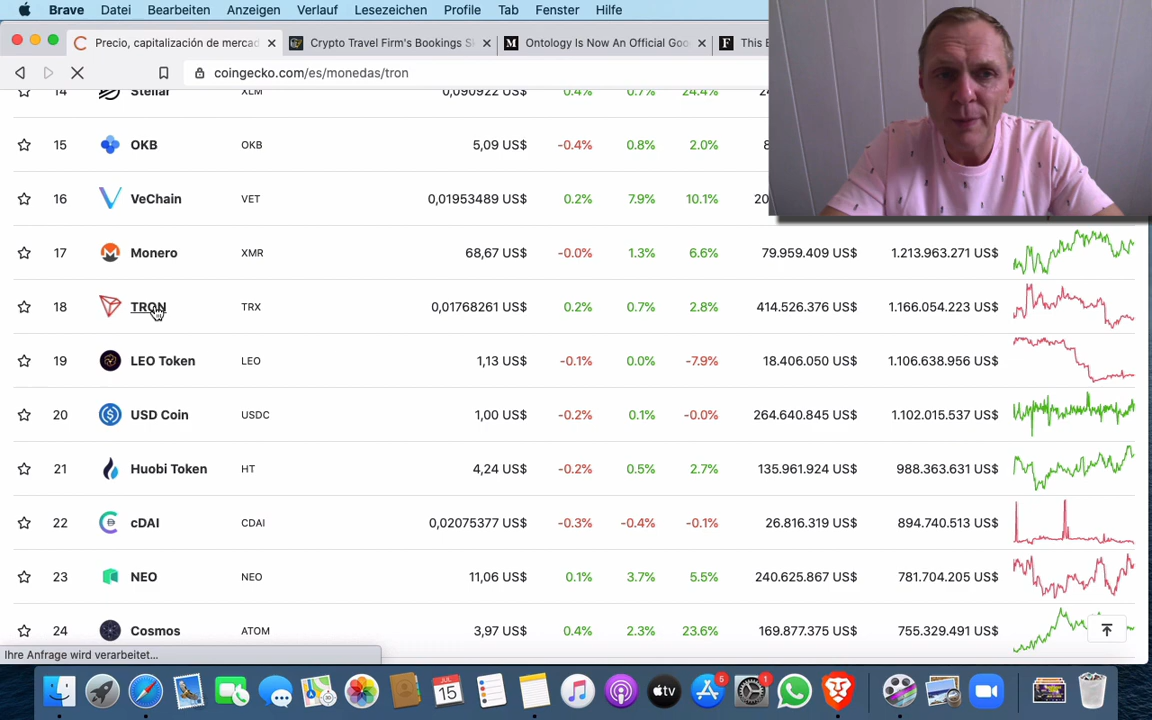 Brave Datei Bearbeiten Anzeigen Verlauf Lesezeichen Profile Tab Fenster Hilfe
Precio, capitalización de mercad × Crypto Travel Firm's Bookings S × Ontology Is Now An Official Goo × This
coingecko.com/es/monedas/tron
14 Stellar XLM 0,090922 US$ 0.4% 0.7% 24.4%
15 OKB OKB 5,09 US$ -0.4% 0.8% 2.0%
16 VeChain VET 0,01953489 US$ 0.2% 7.9% 10.1% 20
17 Monero XMR 68,67 US$ -0.0% 1.3% 6.6% 79.959.409 US$ 1.213.963.271 US$
18 TRON TRX 0,01768261 US$ 0.2% 0.7% 2.8% 414.526.376 US$ 1.166.054.223 US$
19 LEO Token LEO 1,13 US$ -0.1% 0.0% -7.9% 18.406.050 US$ 1.106.638.956 US$
20 USD Coin USDC 1,00 US$ -0.2% 0.1% -0.0% 264.640.845 US$ 1.102.015.537 US$
21 Huobi Token HT 4,24 US$ -0.2% 0.5% 2.7% 135.961.924 US$ 988.363.631 US$
22 cDAI CDAI 0,02075377 US$ -0.3% -0.4% -0.1% 26.816.319 US$ 894.740.513 US$
23 NEO NEO 11,06 US$ 0.1% 3.7% 5.5% 240.625.867 US$ 781.704.205 US$
24 Cosmos ATOM 3,97 US$ 0.4% 2.3% 23.6% 169.877.375 US$ 755.329.491 US$
Ihre Anfrage wird verarbeitet...
JUL
15
tv
5
1